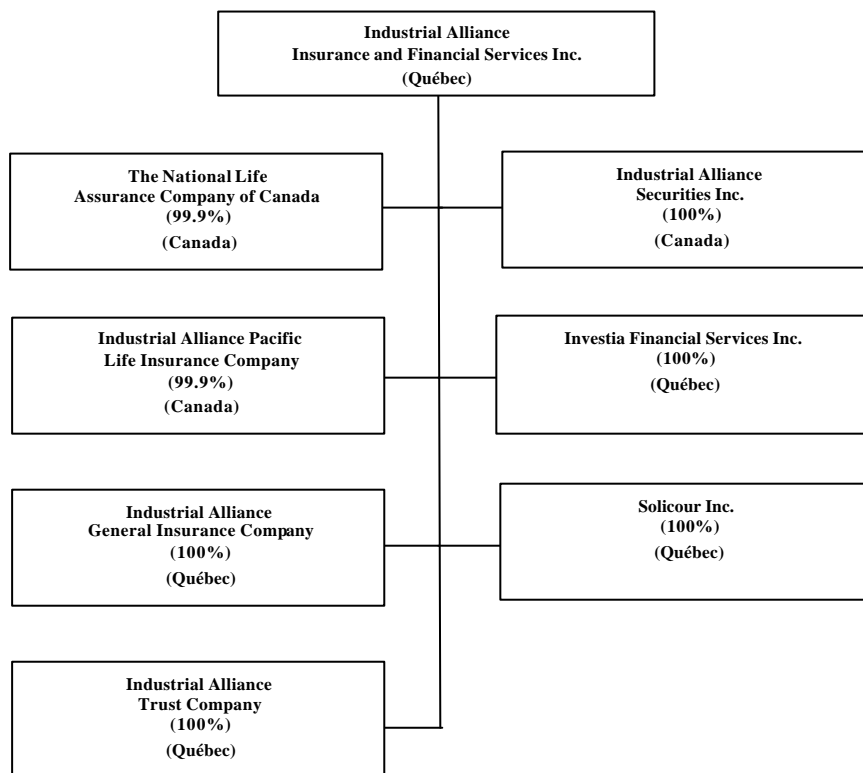 Industrial Alliance
Insurance and Financial Services Inc.
(Québec)
The National Life
Assurance Company of Canada
(99.9%)
(Canada)
Industrial Alliance
Securities Inc.
(100%)
(Canada)
Industrial Alliance Pacific
Life Insurance Company
(99.9%)
(Canada)
Investia Financial Services Inc.
(100%)
(Québec)
Industrial Alliance
General Insurance Company
(100%)
(Québec)
Solicour Inc.
(100%)
(Québec)
Industrial Alliance
Trust Company
(100%)
(Québec)